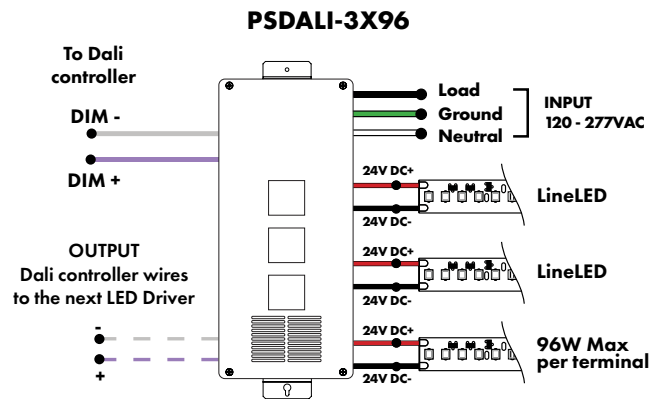 PSDALI-3X96
To Dali
controller
DIM -
DIM +
OUTPUT
Dali controller wires
to the next LED Driver
-
+
Load
Ground
Neutral
INPUT
120 - 277VAC
24V DC+
24V DC-
LineLED
24V DC+
24V DC-
LineLED
24V DC+
24V DC-
96W Max
per terminal